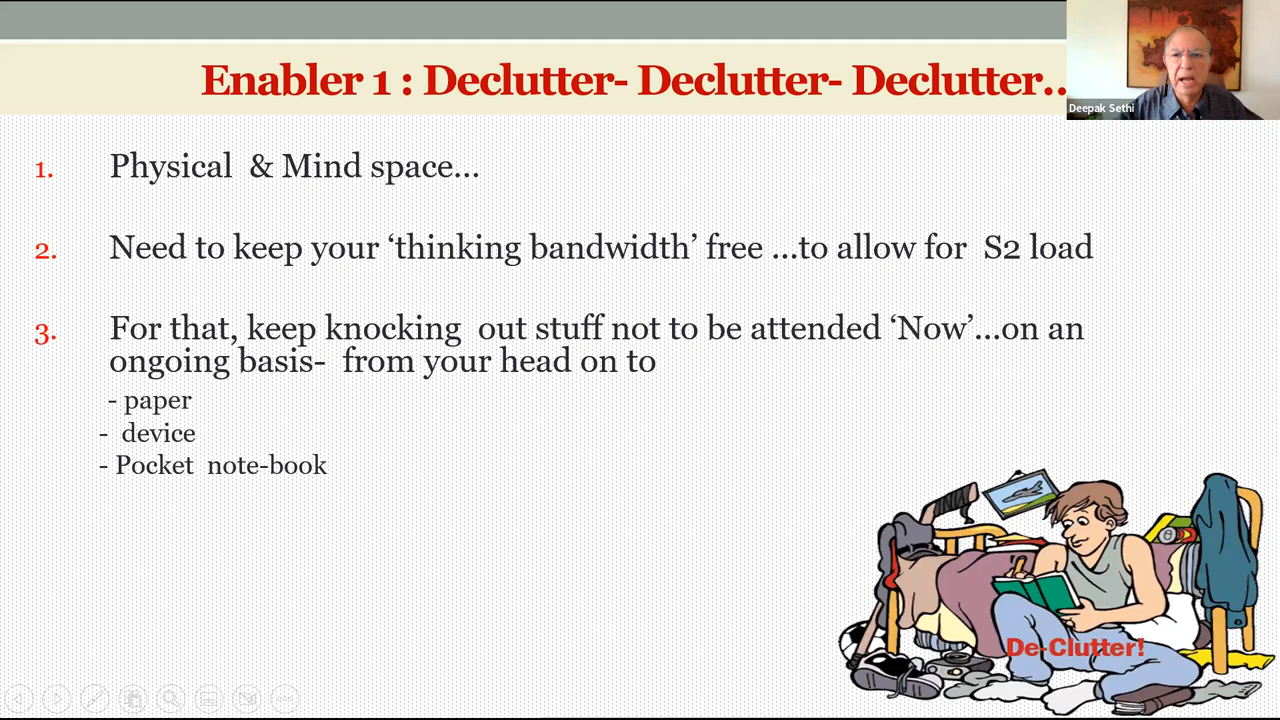 Enabler 1 : Declutter- Declutter- Declutter..
Deepak Sethi
1. Physical & Mind space...
2. Need to keep your ‘thinking bandwidth’ free ...to allow for S2 load
3. For that, keep knocking out stuff not to be attended ‘Now’...on an
ongoing basis- from your head on to
- paper
- device
- Pocket note-book
De-Clutter!